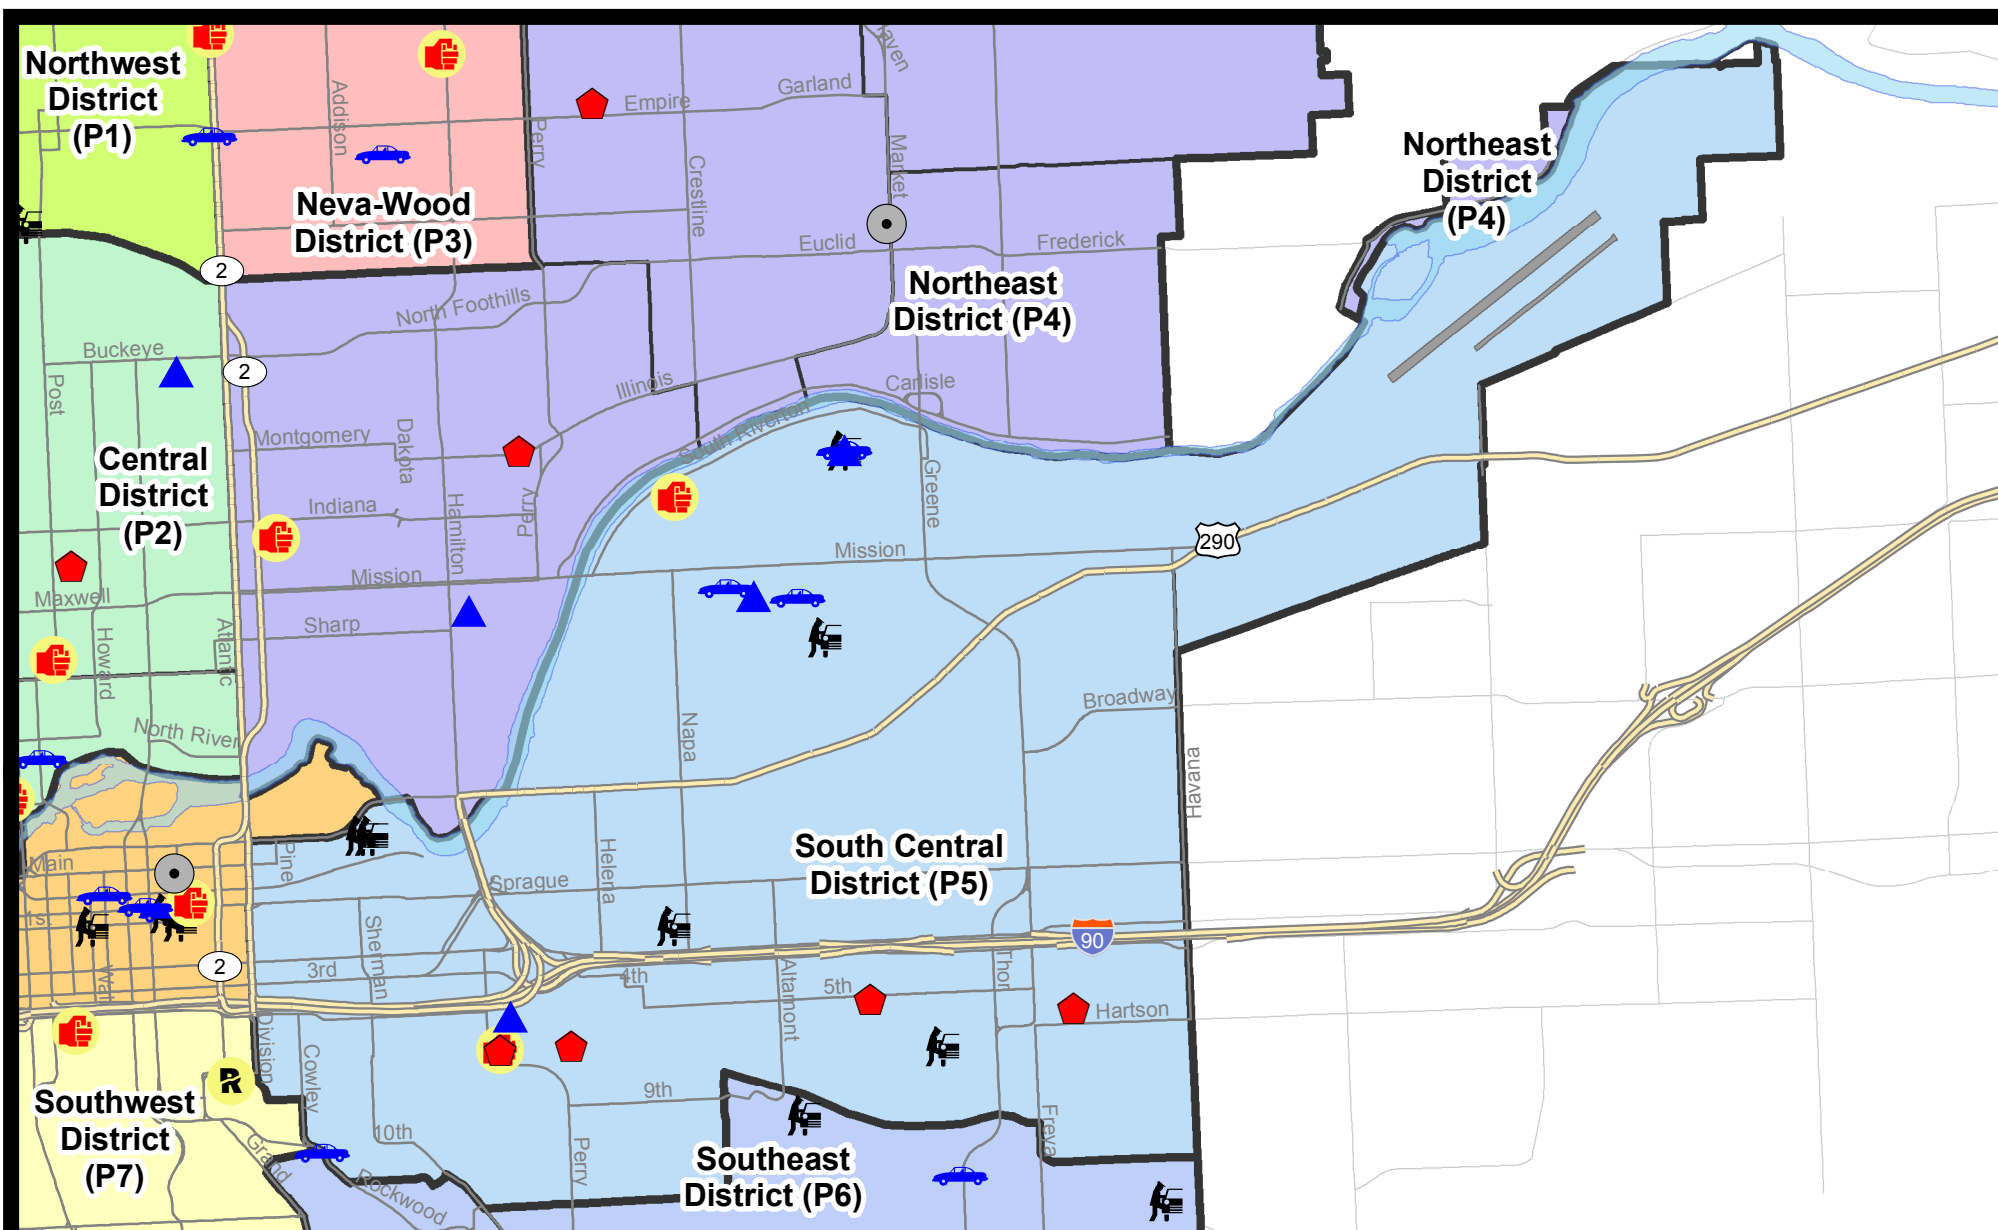 Northwest
District
(P1)
Addison
Neva-Wood
District (P3)
Perry
Empire
Garland
Crestline
Market
Euclid
Frederick
Northeast
District (P4)
Northeast
District
(P4)
2
North Foothills
Buckeye
2
Post
Illinois
Carlisle
South Riverton
Montgomery
Dakota
Central
District
(P2)
Indiana
Hamilton
Perry
Greene
290
Mission
Mission
Maxwell
Howard
Atlantic
Sharp
North River
Napa
Broadway
Havana
Main
Pine
Helena
South Central
District (P5)
Sprague
Sherman
90
2
3rd
4th
5th
Altamont
Thor
Hartson
Division
Cowley
9th
Freya
10th
Perry
Southwest
District
(P7)
Grand
Rockwood
Southeast
District (P6)